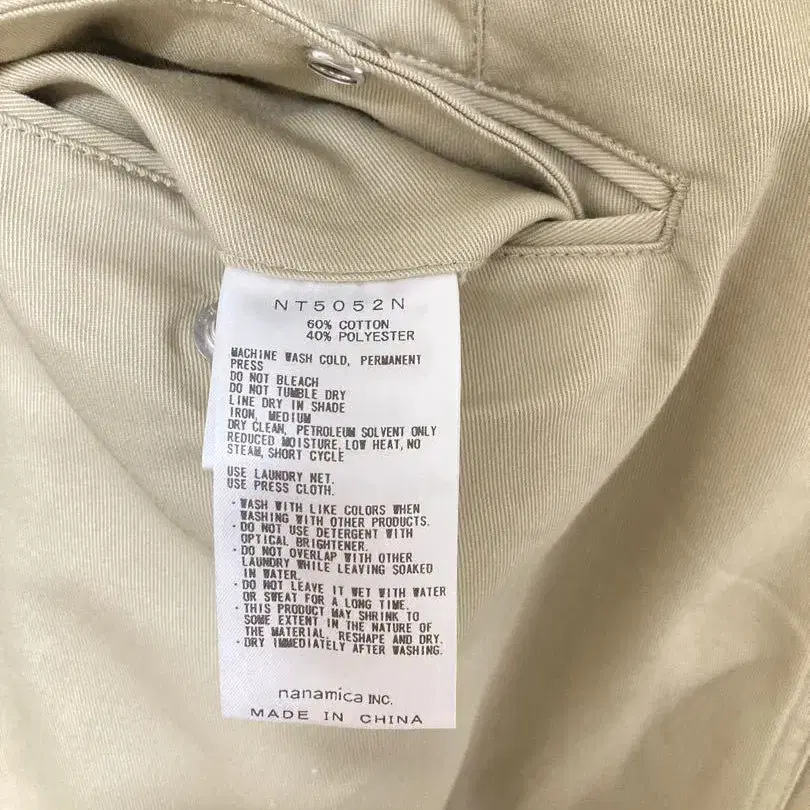 NT5052N
60% COTTON
40% POLYESTER
MACHINE WASH COLD, PERMANENT
PRESS
DO NOT BLEACH
DO NOT TUMBLE DRY
LINE DRY IN SHADE
IRON, MEDIUM
DRY CLEAN, PETROLEUM SOLVENT ONLY
REDUCED MOISTURE, LOW HEAT, NO
STEAM, SHORT CYCLE
USE LAUNDRY NET.
USE PRESS CLOTH.
・WASH WITH LIKE COLORS WHEN
WASHING WITH OTHER PRODUCTS.
・DO NOT USE DETERGENT WITH
OPTICAL BRIGHTENER.
・DO NOT OVERLAP WITH OTHER
LAUNDRY WHILE LEAVING SOAKED
IN WATER.
・DO NOT LEAVE IT WET WITH WATER
OR SWEAT FOR A LONG TIME.
・THIS PRODUCT MAY SHRINK TO
SOME EXTENT IN THE NATURE OF
THE MATERIAL, RESHAPE AND DRY.
・DRY IMMEDIATELY AFTER WASHING.
nanamica INC.
MADE IN CHINA